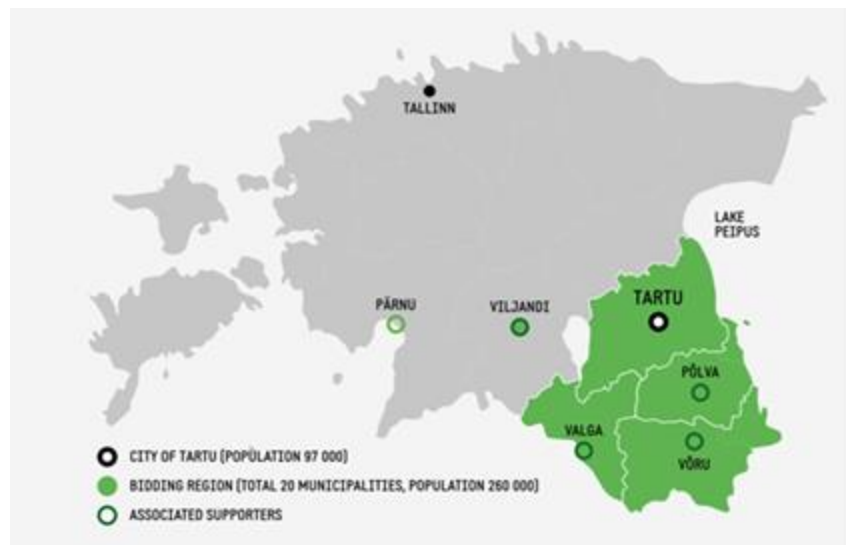 TALLINN
LAKE
PEIPUS
TARTU
PÄRNU
VILJANDI
PÕLVA
VALGA
VÕRU
CITY OF TARTU (POPULATION 97 000)
BIDDING REGION (TOTAL 20 MUNICIPALITIES, POPULATION 260 000)
ASSOCIATED SUPPORTERS